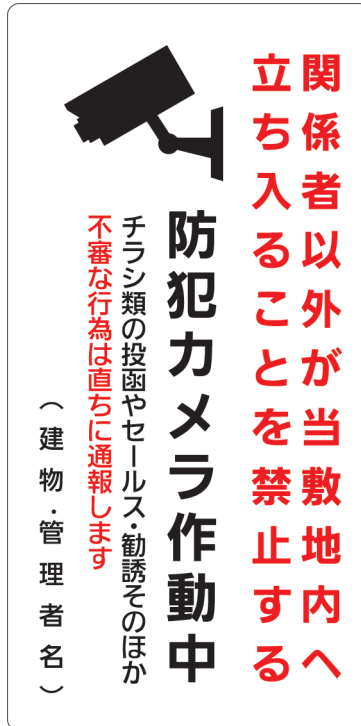 関係者以外が当敷地内へ
立ち入ることを禁止する
防犯カメラ作動中
チラシ類の投函やセールス・勧誘そのほか
不審な行為は直ちに通報します
（建物・管理者名）